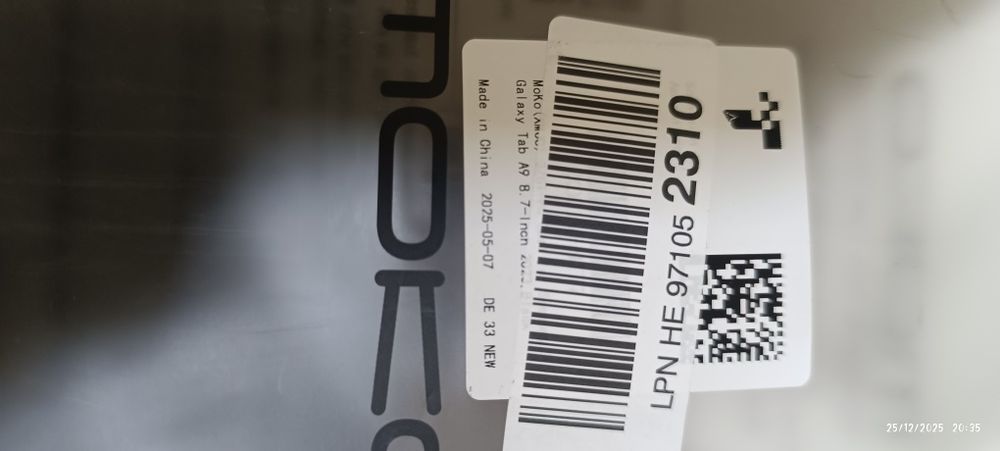 MOKO
MoKo
Galaxy Tab A9 8.7-Inch
Made in China 2025-05-07 DE 33 NEW
LPN HE 97105 2310
25/12/2025 20:35